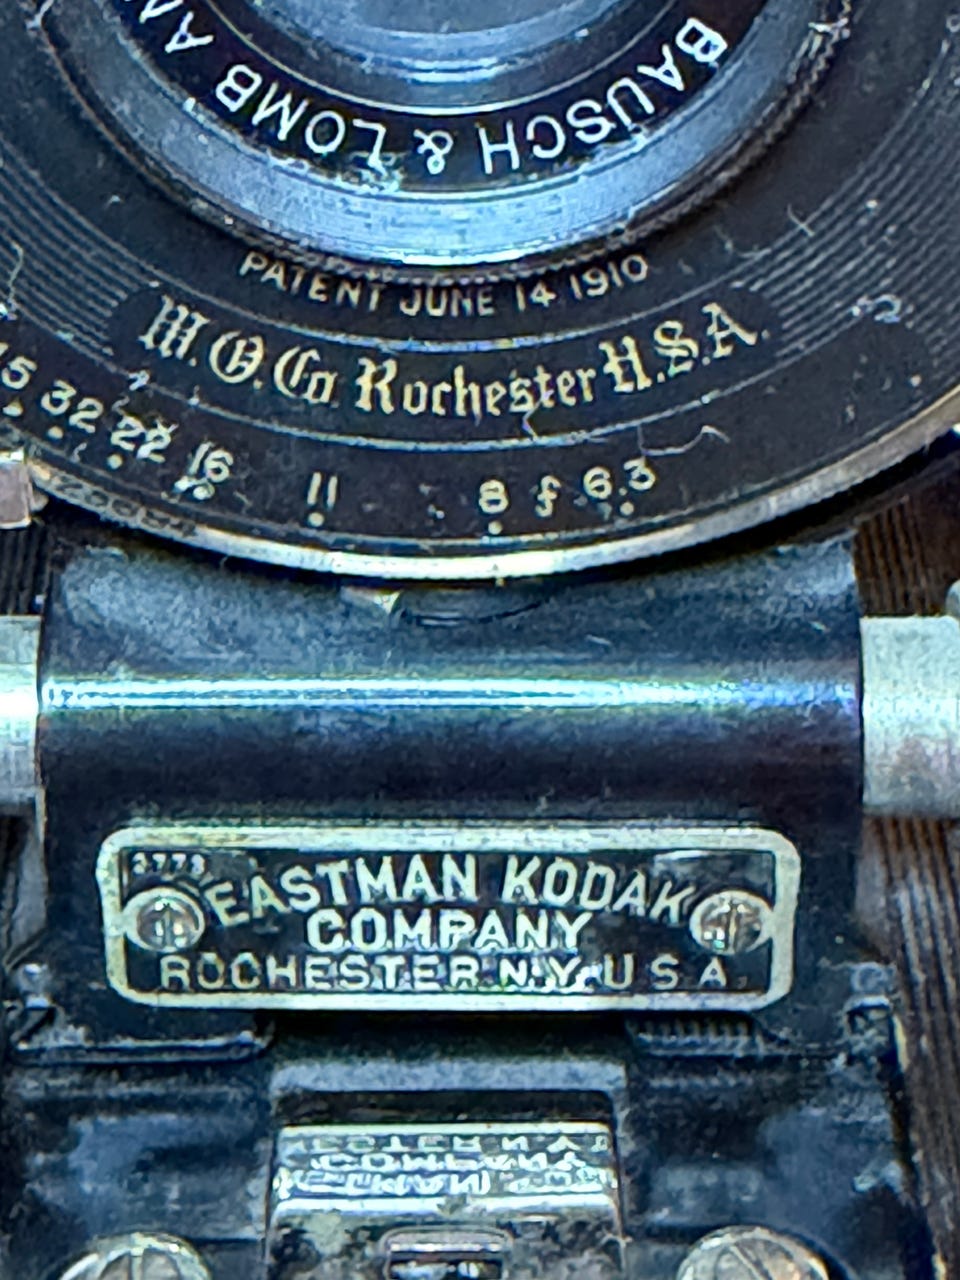 BAUSCH & LOMB
PATENT JUNE 14 1910
W.O.Co. Rochester U.S.A.
45 32 22 16 11 8 f 6.3
EASTMAN KODAK
COMPANY
ROCHESTER N.Y. U S A